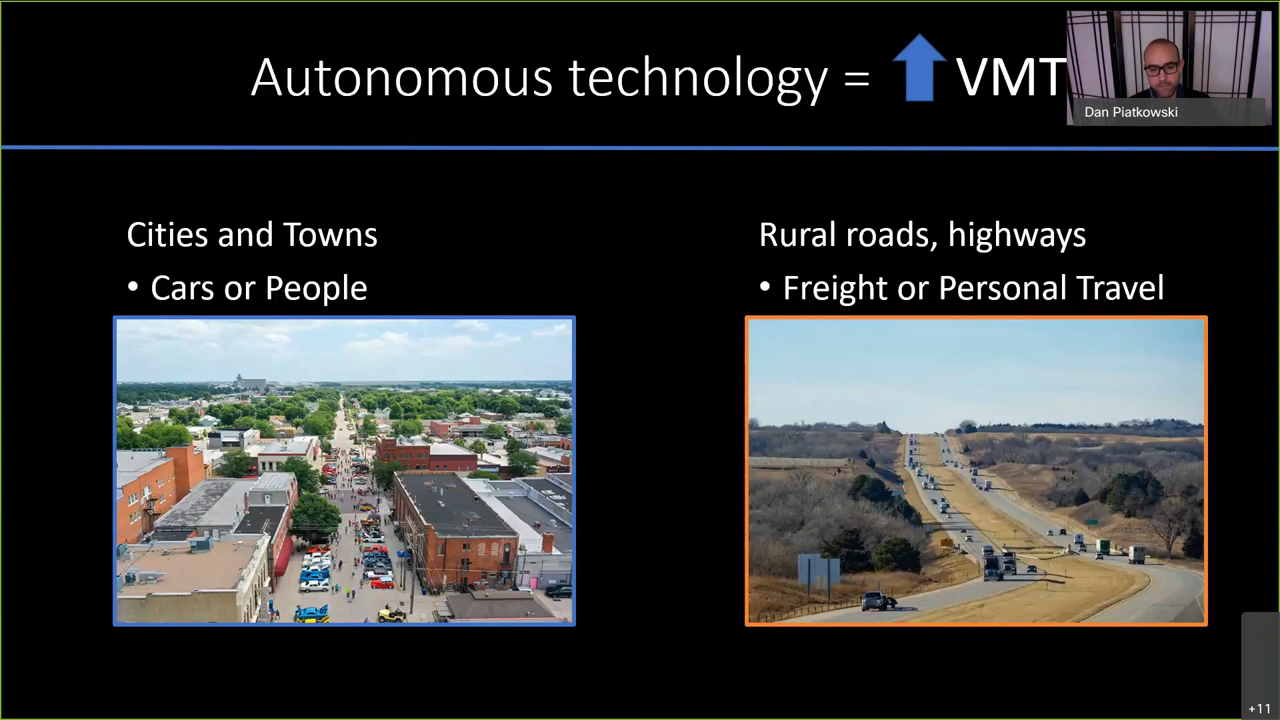 Autonomous technology = VMT
Dan Piatkowski
Cities and Towns
• Cars or People
Rural roads, highways
• Freight or Personal Travel
+11